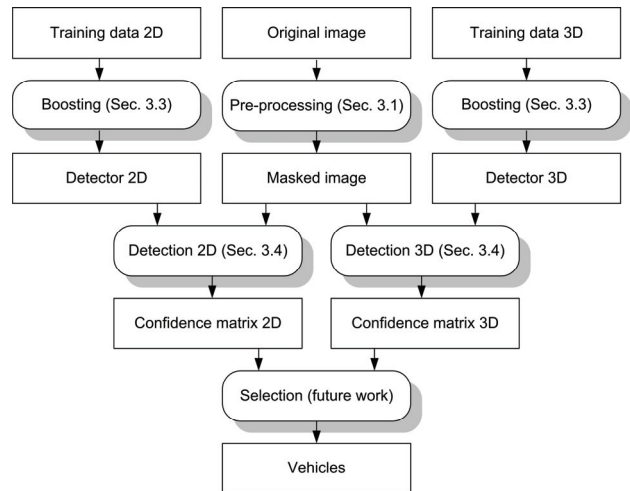 Training data 2D
Original image
Training data 3D
Boosting (Sec. 3.3)
Pre-processing (Sec. 3.1)
Boosting (Sec. 3.3)
Detector 2D
Masked image
Detector 3D
Detection 2D (Sec. 3.4)
Detection 3D (Sec. 3.4)
Confidence matrix 2D
Confidence matrix 3D
Selection (future work)
Vehicles